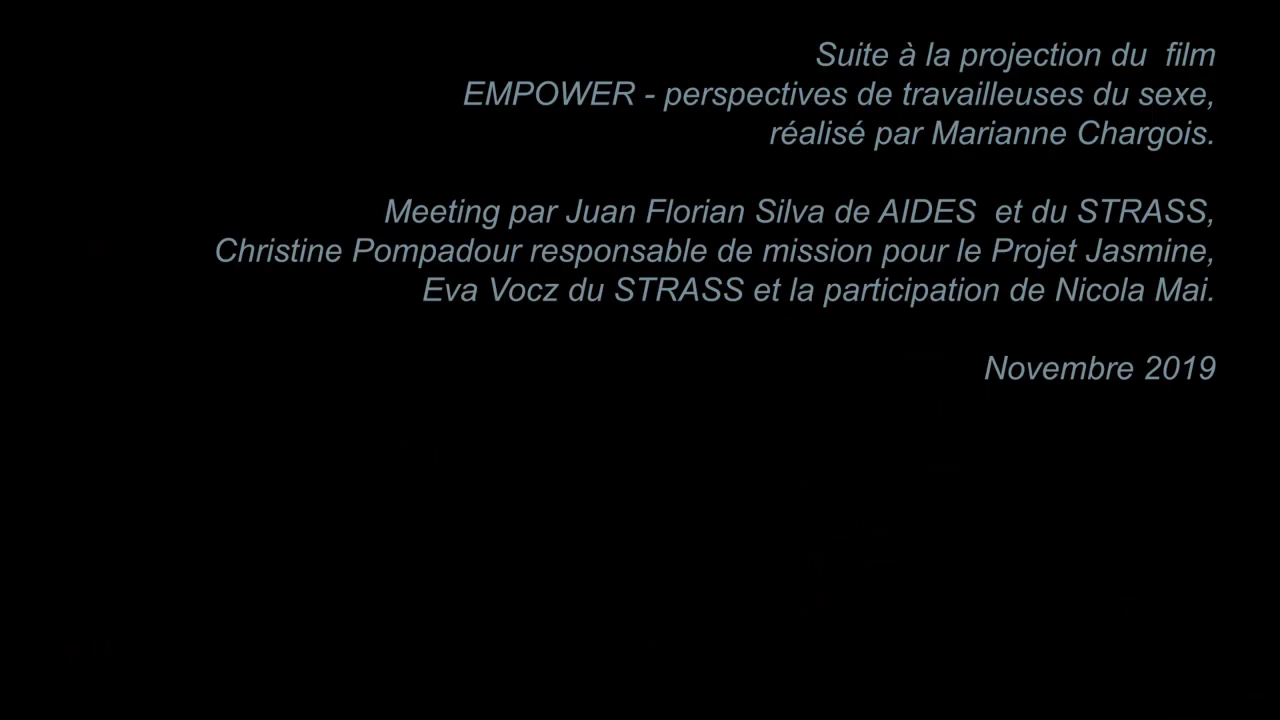 Suite à la projection du  film
EMPOWER - perspectives de travailleuses du sexe,
réalisé par Marianne Chargois.
Meeting par Juan Florian Silva de AIDES  et du STRASS,
Christine Pompadour responsable de mission pour le Projet Jasmine,
Eva Vocz du STRASS et la participation de Nicola Mai.
Novembre 2019